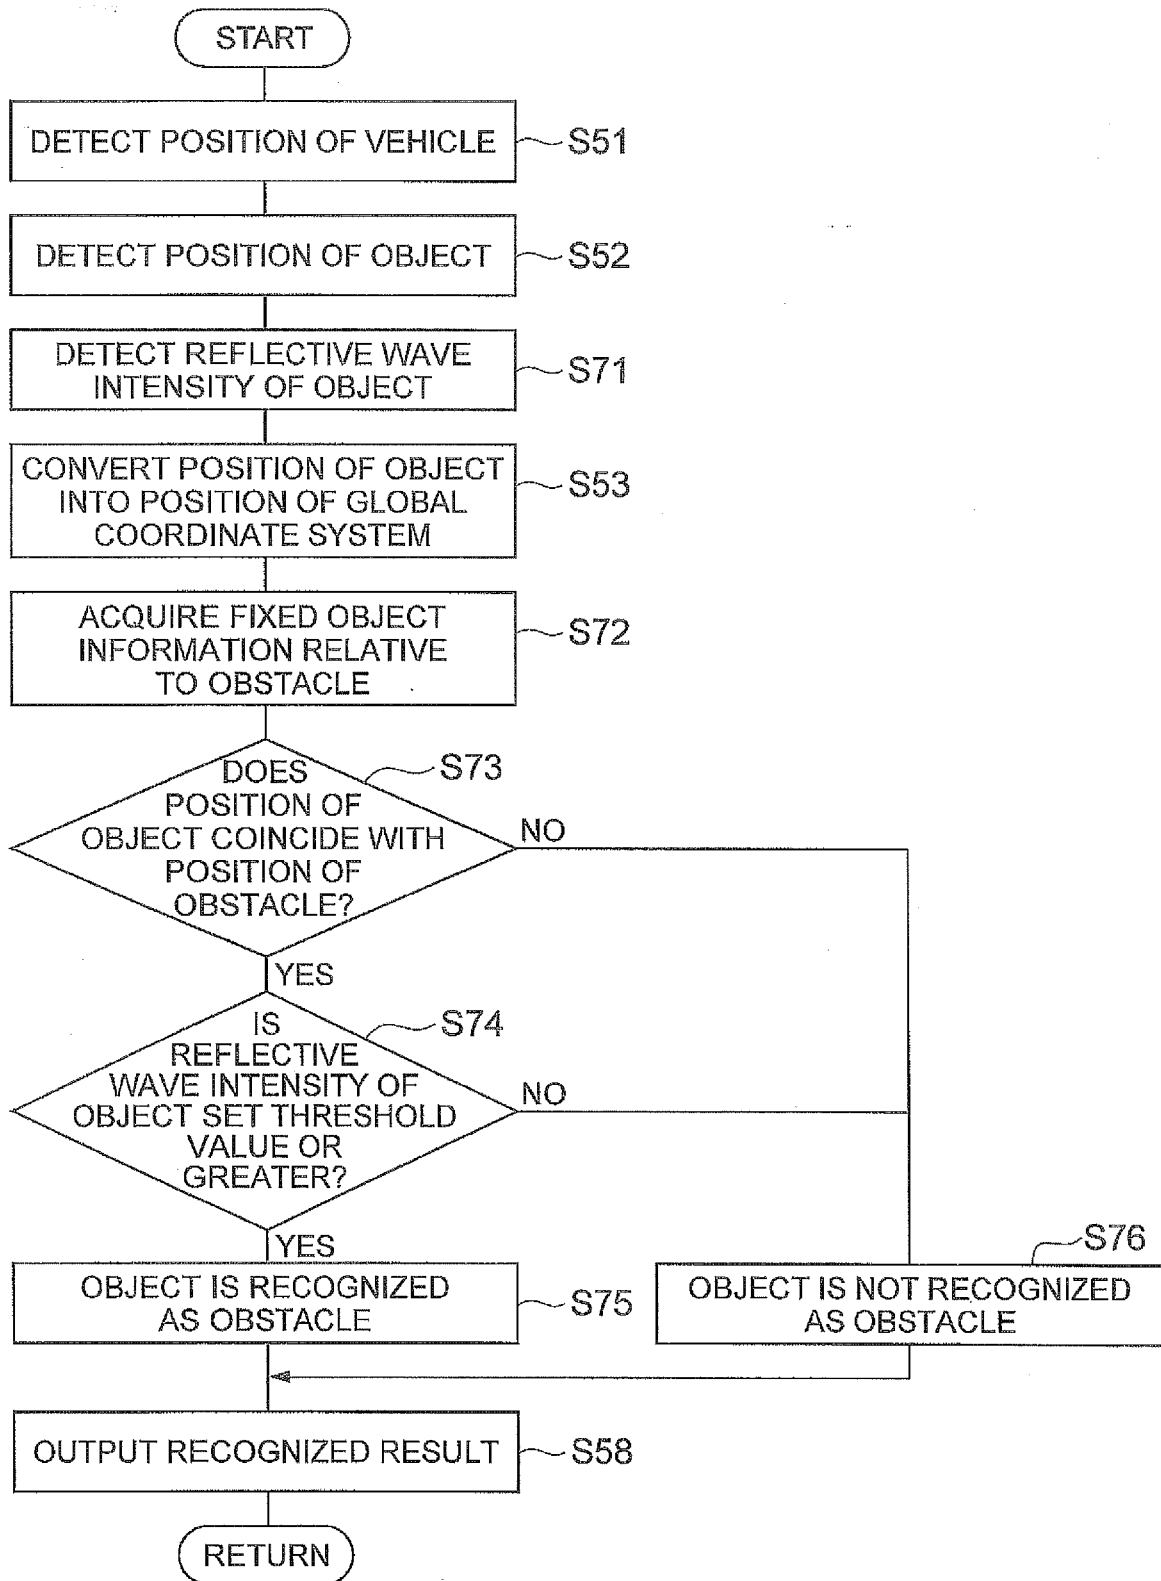 START
DETECT POSITION OF VEHICLE
S51
DETECT POSITION OF OBJECT
S52
DETECT REFLECTIVE WAVE
INTENSITY OF OBJECT
S71
CONVERT POSITION OF OBJECT
INTO POSITION OF GLOBAL
COORDINATE SYSTEM
S53
ACQUIRE FIXED OBJECT
INFORMATION RELATIVE
TO OBSTACLE
S72
DOES
POSITION OF
OBJECT COINCIDE WITH
POSITION OF
OBSTACLE?
S73
NO
YES
IS
REFLECTIVE
WAVE INTENSITY OF
OBJECT SET THRESHOLD
VALUE OR
GREATER?
S74
NO
YES
OBJECT IS RECOGNIZED
AS OBSTACLE
S75
OBJECT IS NOT RECOGNIZED
AS OBSTACLE
S76
OUTPUT RECOGNIZED RESULT
S58
RETURN